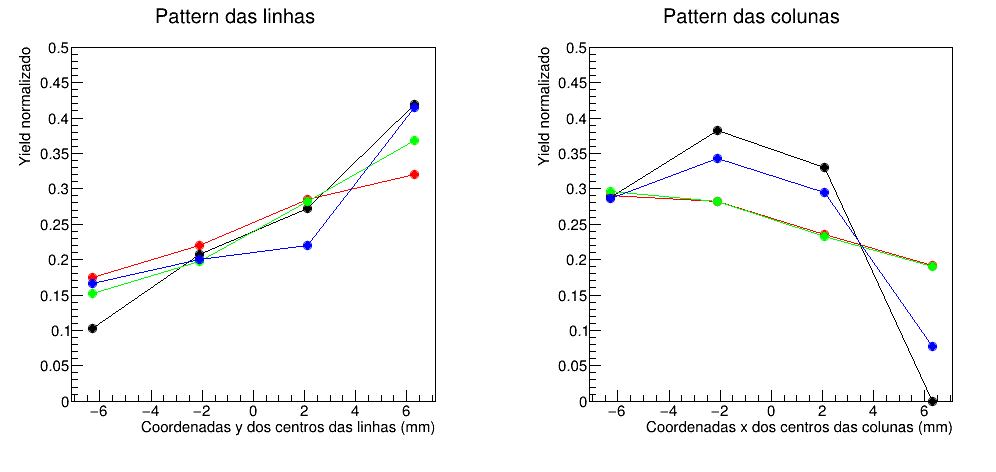 Pattern das linhas
Yield normalizado
0.5
0.45
0.4
0.35
0.3
0.25
0.2
0.15
0.1
0.05
0
−6 −4 −2 0 2 4 6
Coordenadas y dos centros das linhas (mm)
Pattern das colunas
Yield normalizado
0.5
0.45
0.4
0.35
0.3
0.25
0.2
0.15
0.1
0.05
0
−6 −4 −2 0 2 4 6
Coordenadas x dos centros das colunas (mm)